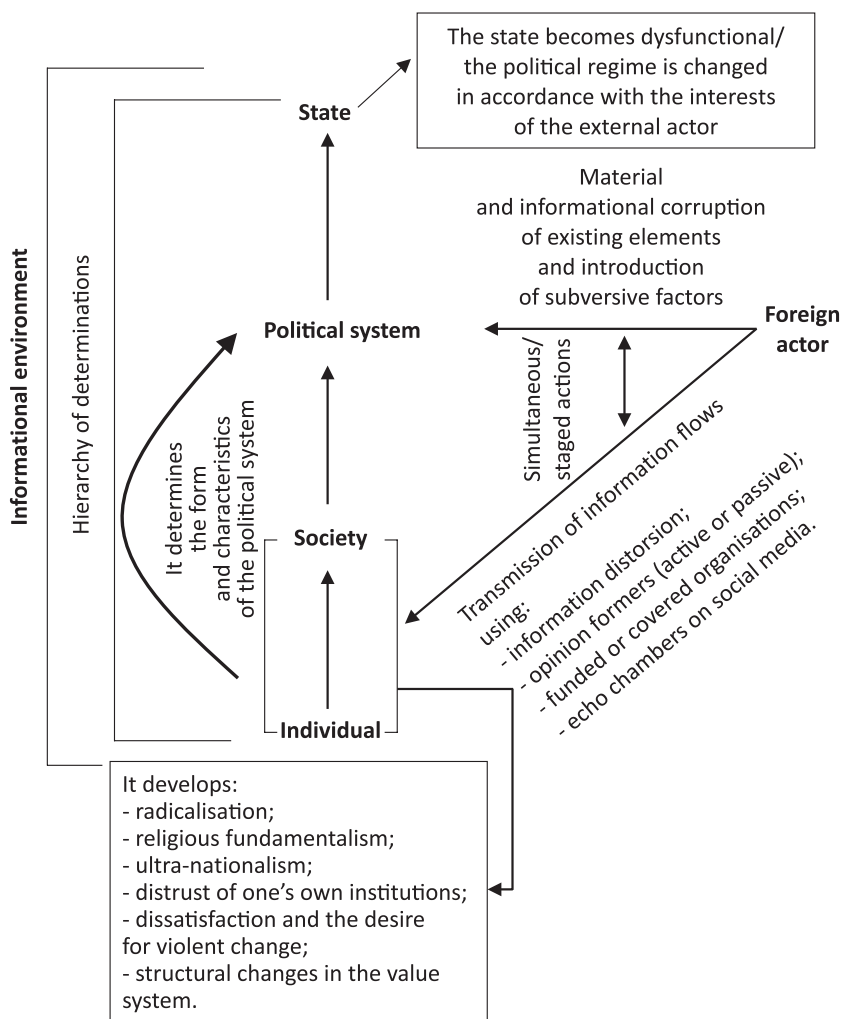 The state becomes dysfunctional/
the political regime is changed
in accordance with the interests
of the external actor
State
Material
and informational corruption
of existing elements
and introduction
of subversive factors
Informational environment
Hierarchy of determinations
Political system
Foreign
actor
Simultaneous/
staged actions
It determines
the form
and characteristics
of the political system
Transmission of information flows
using:
- information distorsion;
- opinion formers (active or passive);
- funded or covered organisations;
- echo chambers on social media.
Society
Individual
It develops:
- radicalisation;
- religious fundamentalism;
- ultra-nationalism;
- distrust of one’s own institutions;
- dissatisfaction and the desire
for violent change;
- structural changes in the value
system.